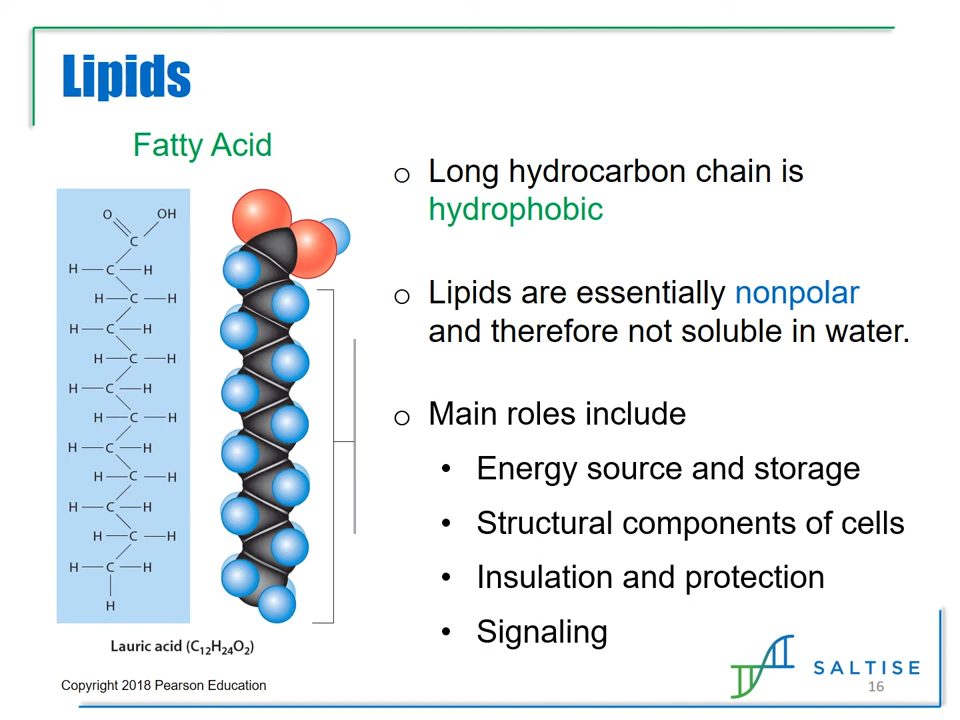 Lipids
Fatty Acid
O OH
C
H C H
H C H
H C H
H C H
H C H
H C H
H C H
H C H
H C H
H C H
H C H
H
Lauric acid (C₁₂H₂₄O₂)
Copyright 2018 Pearson Education
o Long hydrocarbon chain is
hydrophobic
o Lipids are essentially nonpolar
and therefore not soluble in water.
o Main roles include
• Energy source and storage
• Structural components of cells
• Insulation and protection
• Signaling
SALTISE
16